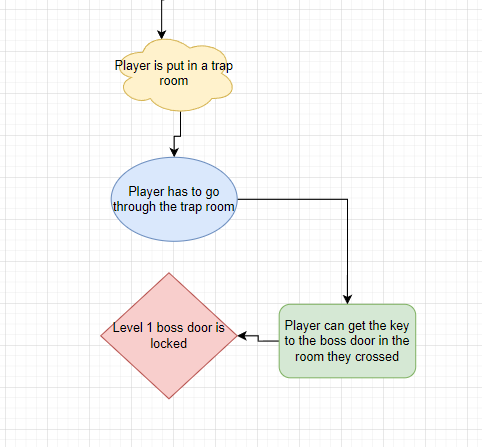 Player is put in a trap
room
Player has to go
through the trap room
Level 1 boss door is
locked
Player can get the key
to the boss door in the
room they crossed